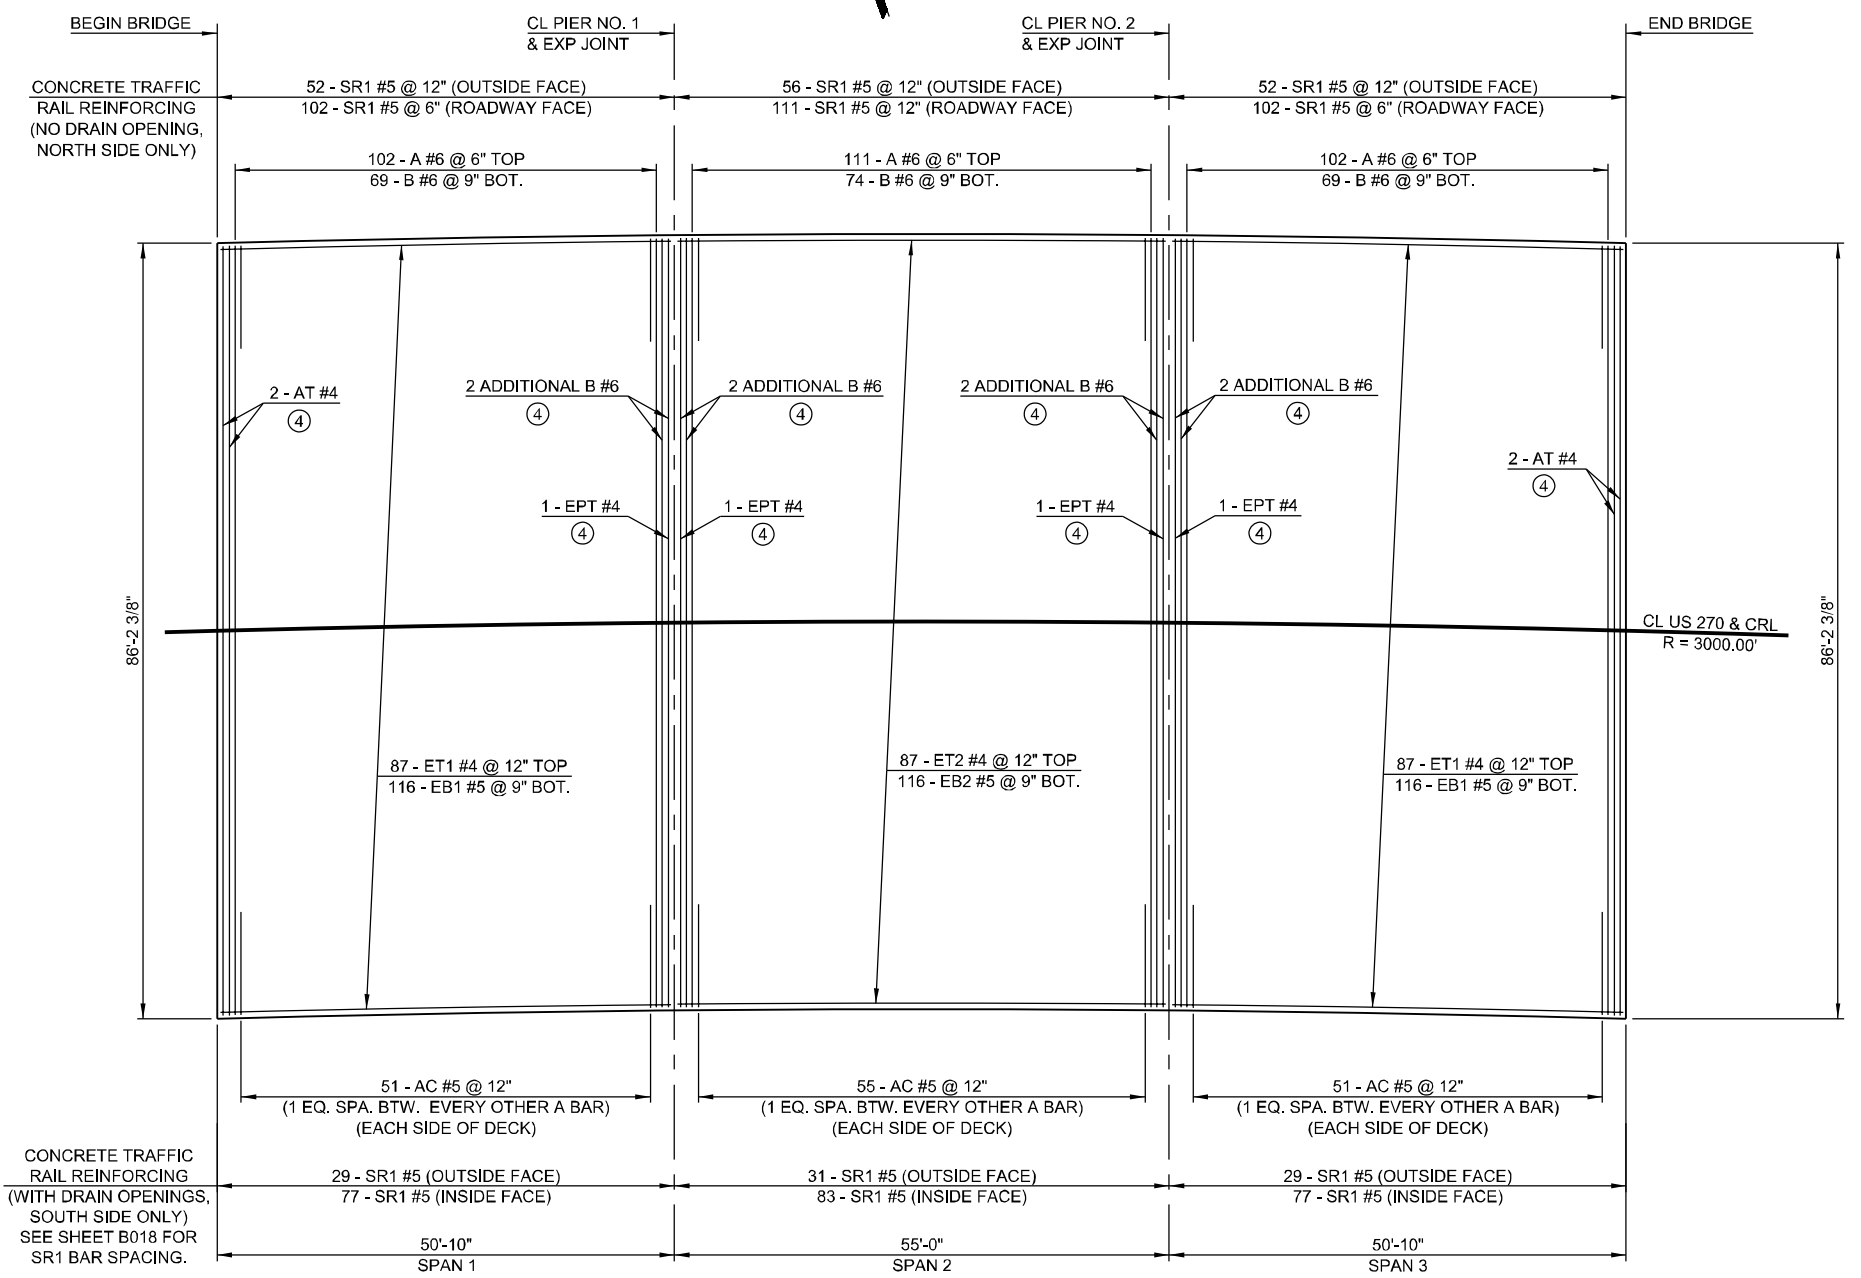 BEGIN BRIDGE
CL PIER NO. 1
& EXP JOINT
CL PIER NO. 2
& EXP JOINT
END BRIDGE
CONCRETE TRAFFIC
RAIL REINFORCING
(NO DRAIN OPENING,
NORTH SIDE ONLY)
52 - SR1 #5 @ 12" (OUTSIDE FACE)
102 - SR1 #5 @ 6" (ROADWAY FACE)
56 - SR1 #5 @ 12" (OUTSIDE FACE)
111 - SR1 #5 @ 12" (ROADWAY FACE)
52 - SR1 #5 @ 12" (OUTSIDE FACE)
102 - SR1 #5 @ 6" (ROADWAY FACE)
102 - A #6 @ 6" TOP
69 - B #6 @ 9" BOT.
111 - A #6 @ 6" TOP
74 - B #6 @ 9" BOT.
102 - A #6 @ 6" TOP
69 - B #6 @ 9" BOT.
2 - AT #4
4
2 ADDITIONAL B #6
4
2 ADDITIONAL B #6
4
2 ADDITIONAL B #6
4
2 ADDITIONAL B #6
4
2 - AT #4
4
1 - EPT #4
4
1 - EPT #4
4
1 - EPT #4
4
1 - EPT #4
4
86'-2 3/8"
86'-2 3/8"
CL US 270 & CRL
R = 3000.00'
87 - ET1 #4 @ 12" TOP
116 - EB1 #5 @ 9" BOT.
87 - ET2 #4 @ 12" TOP
116 - EB2 #5 @ 9" BOT.
87 - ET1 #4 @ 12" TOP
116 - EB1 #5 @ 9" BOT.
51 - AC #5 @ 12"
(1 EQ. SPA. BTW. EVERY OTHER A BAR)
(EACH SIDE OF DECK)
55 - AC #5 @ 12"
(1 EQ. SPA. BTW. EVERY OTHER A BAR)
(EACH SIDE OF DECK)
51 - AC #5 @ 12"
(1 EQ. SPA. BTW. EVERY OTHER A BAR)
(EACH SIDE OF DECK)
CONCRETE TRAFFIC
RAIL REINFORCING
(WITH DRAIN OPENINGS,
SOUTH SIDE ONLY)
SEE SHEET B018 FOR
SR1 BAR SPACING.
29 - SR1 #5 (OUTSIDE FACE)
77 - SR1 #5 (INSIDE FACE)
31 - SR1 #5 (OUTSIDE FACE)
83 - SR1 #5 (INSIDE FACE)
29 - SR1 #5 (OUTSIDE FACE)
77 - SR1 #5 (INSIDE FACE)
50'-10"
SPAN 1
55'-0"
SPAN 2
50'-10"
SPAN 3